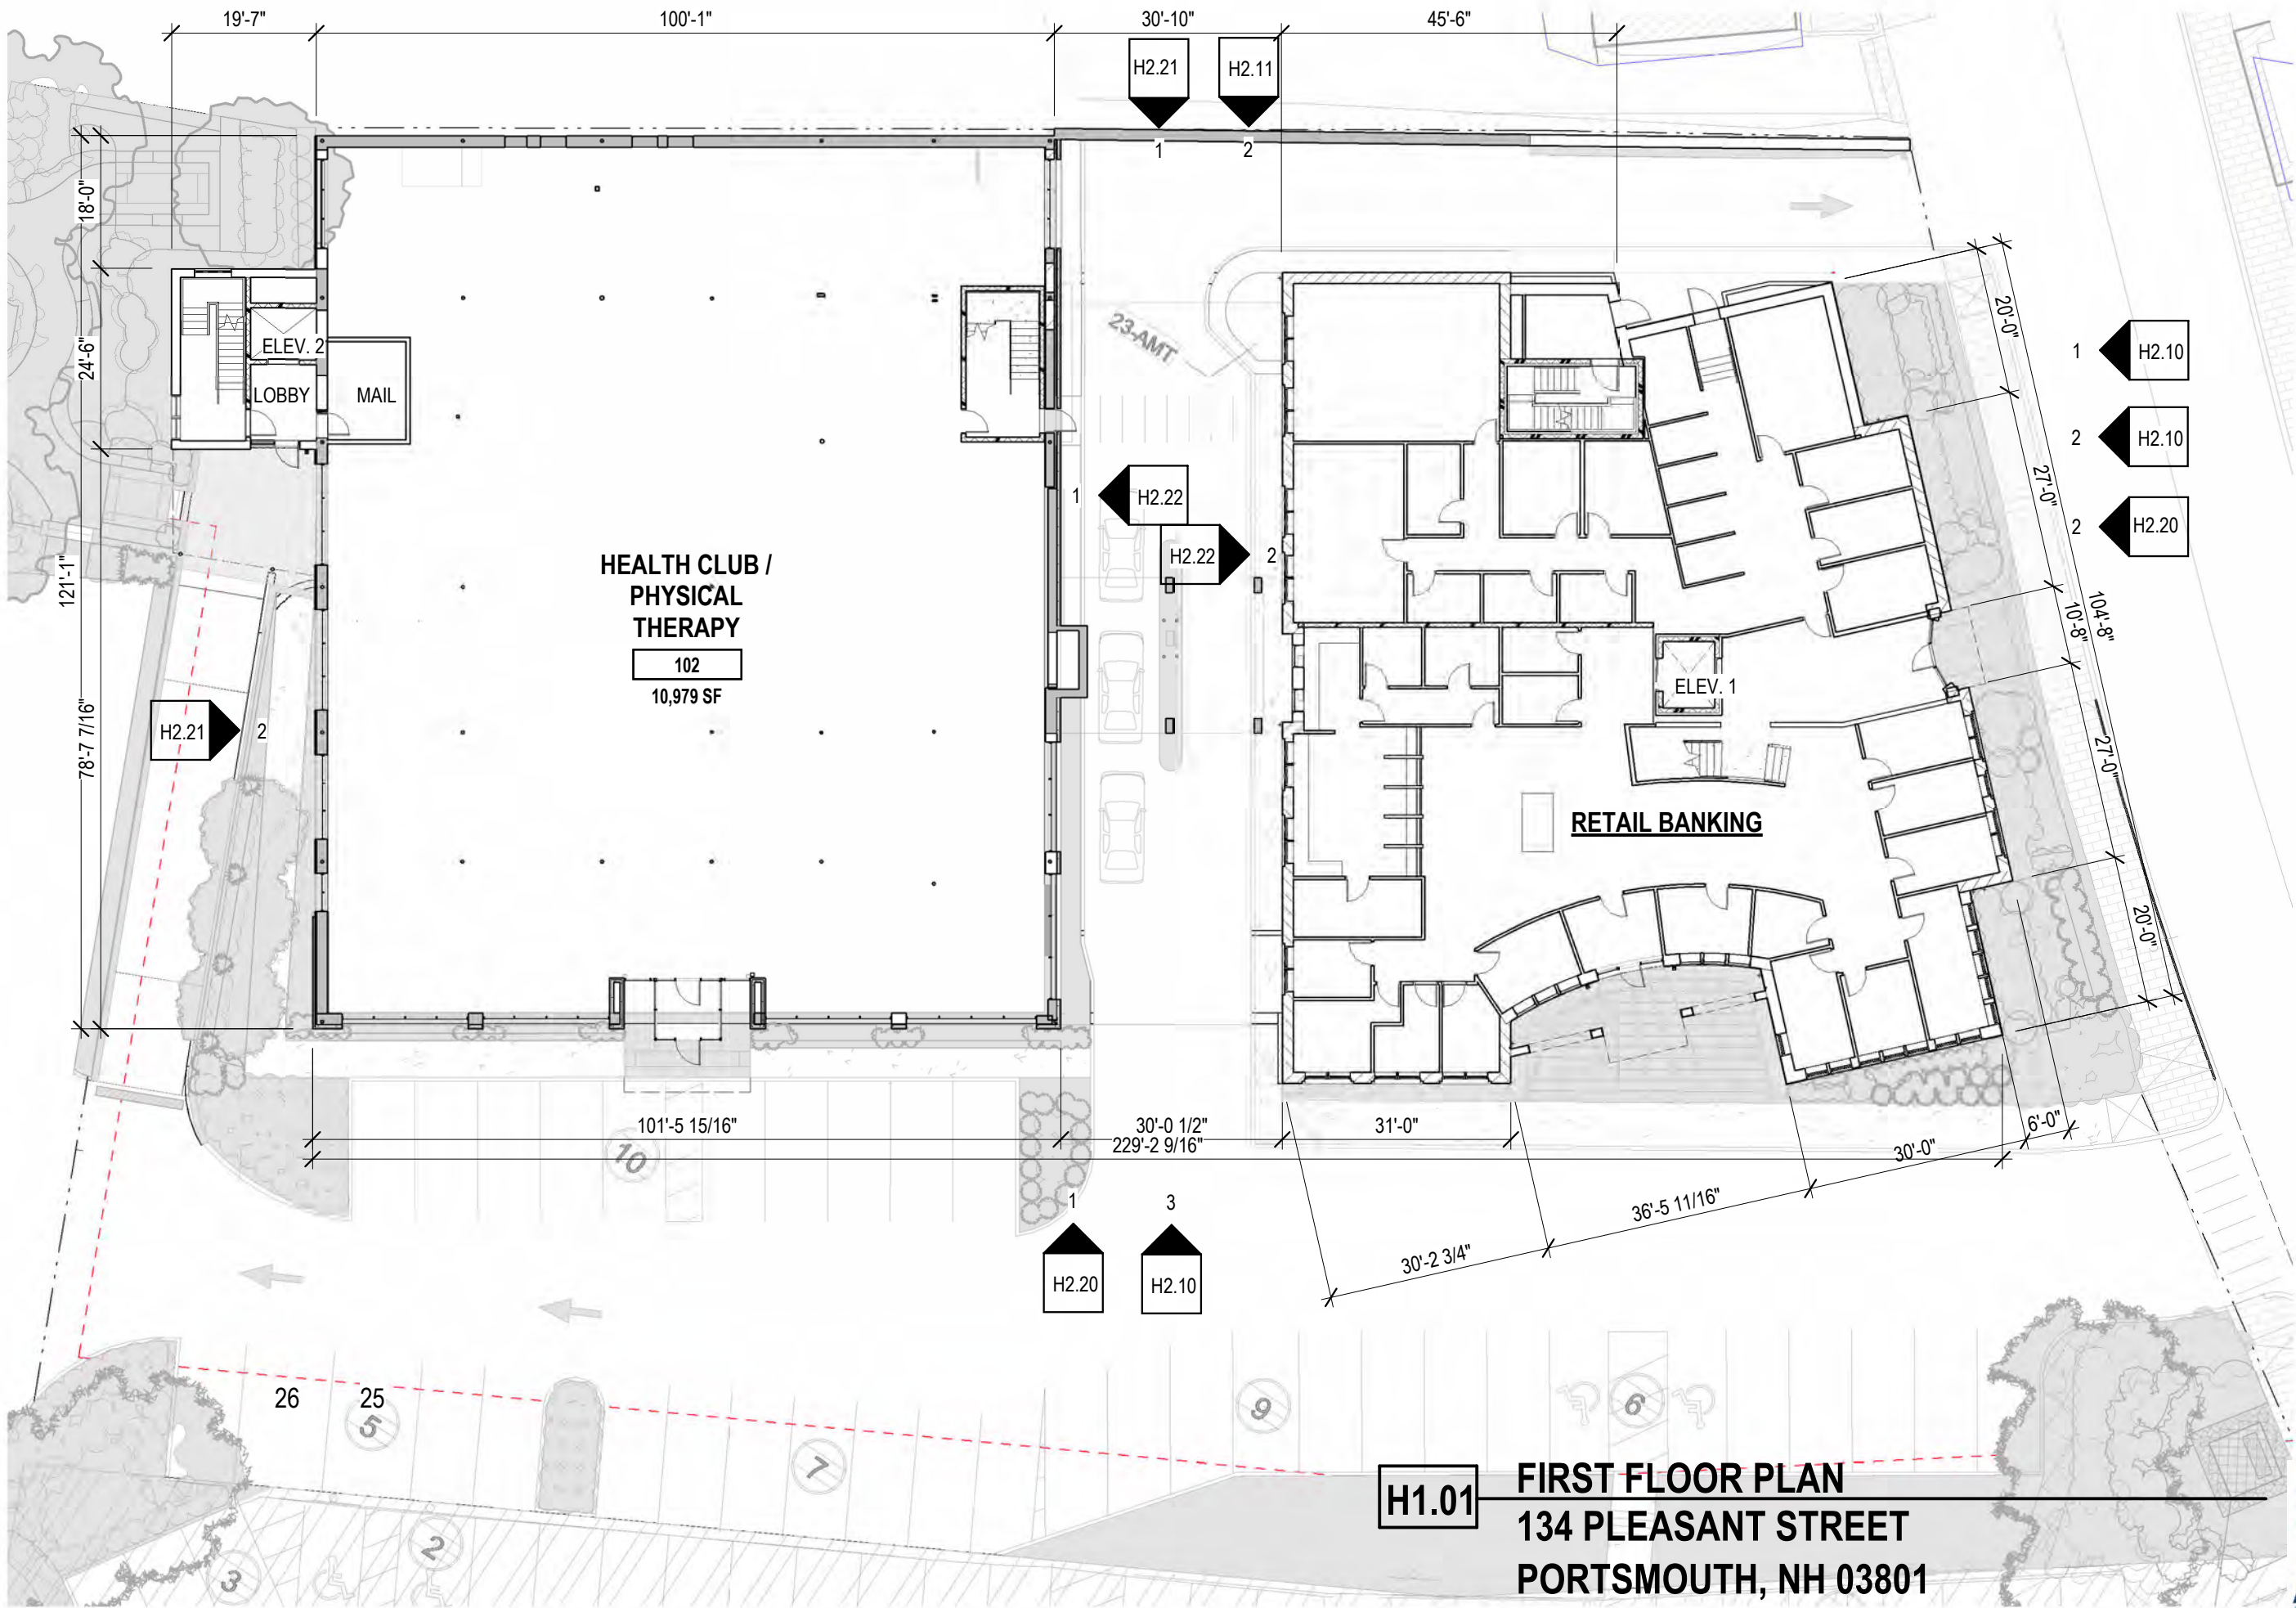 19'-7"
100'-1"
30'-10"
45'-6"
H2.21
H2.11
1
2
18'-0"
24'-6"
121'-1"
78'-7 7/16"
ELEV. 2
LOBBY
MAIL
23-AMT
20'-0"
1
H2.10
2
H2.10
27'-0"
2
H2.20
1
H2.22
H2.22
2
HEALTH CLUB /
PHYSICAL
THERAPY
102
10,979 SF
104'-8"
10'-8"
ELEV. 1
H2.21
2
27'-0"
RETAIL BANKING
20'-0"
101'-5 15/16"
30'-0 1/2"
31'-0"
6'-0"
229'-2 9/16"
30'-0"
10
36'-5 11/16"
1
3
30'-2 3/4"
H2.20
H2.10
26
25
5
7
9
6
2
3
H1.01
FIRST FLOOR PLAN
134 PLEASANT STREET
PORTSMOUTH, NH 03801